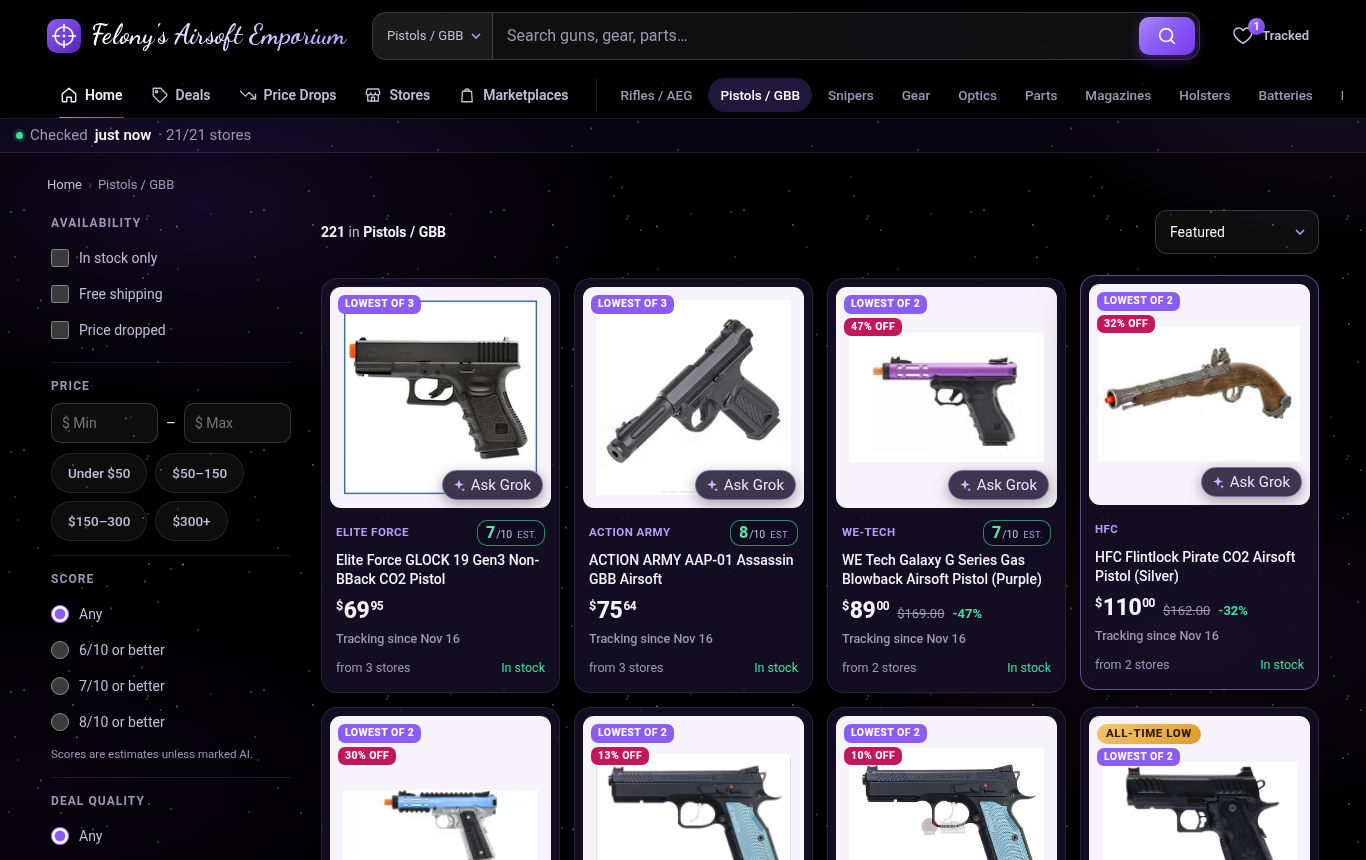 Felony's Airsoft Emporium
Pistols / GBB
Search guns, gear, parts…
1
Tracked
Home
Deals
Price Drops
Stores
Marketplaces
Rifles / AEG
Pistols / GBB
Snipers
Gear
Optics
Parts
Magazines
Holsters
Batteries
Checked just now · 21/21 stores
Home › Pistols / GBB
AVAILABILITY
In stock only
Free shipping
Price dropped
PRICE
$ Min – $ Max
Under $50
$50–150
$150–300
$300+
SCORE
Any
6/10 or better
7/10 or better
8/10 or better
Scores are estimates unless marked AI.
DEAL QUALITY
Any
221 in Pistols / GBB
Featured
LOWEST OF 3
Ask Grok
ELITE FORCE
7/10 EST.
Elite Force GLOCK 19 Gen3 Non-
BBack CO2 Pistol
$69 95
Tracking since Nov 16
from 3 stores
In stock
LOWEST OF 3
Ask Grok
ACTION ARMY
8/10 EST.
ACTION ARMY AAP-01 Assassin
GBB Airsoft
$75 64
Tracking since Nov 16
from 3 stores
In stock
LOWEST OF 2
47% OFF
Ask Grok
WE-TECH
7/10 EST.
WE Tech Galaxy G Series Gas
Blowback Airsoft Pistol (Purple)
$89 00 $169.00 -47%
Tracking since Nov 16
from 2 stores
In stock
LOWEST OF 2
32% OFF
Ask Grok
HFC
HFC Flintlock Pirate CO2 Airsoft
Pistol (Silver)
$110 00 $162.00 -32%
Tracking since Nov 16
from 2 stores
In stock
LOWEST OF 2
30% OFF
LOWEST OF 2
13% OFF
LOWEST OF 2
10% OFF
ALL-TIME LOW
LOWEST OF 2